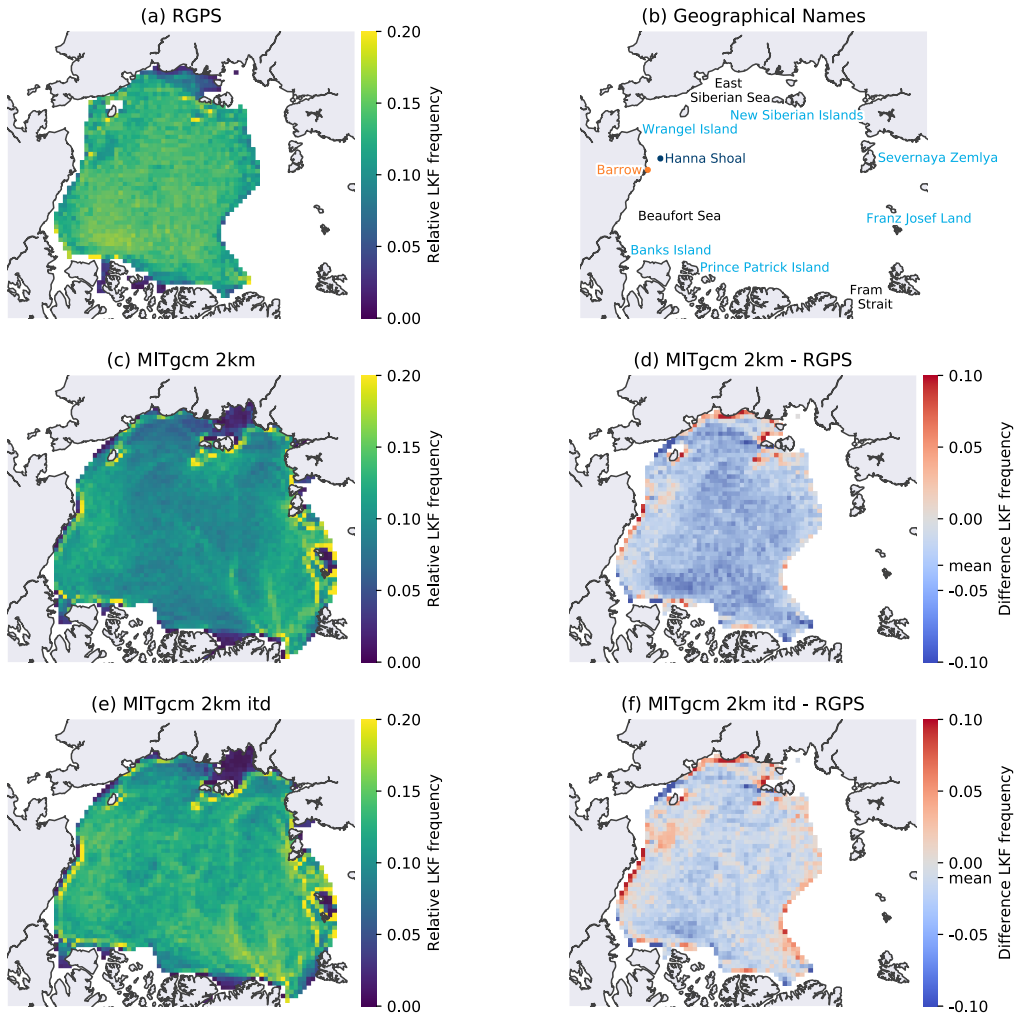 (a) RGPS
0.20
0.15
0.10
0.05
0.00
Relative LKF frequency
(b) Geographical Names
East
Siberian Sea
New Siberian Islands
Wrangel Island
Hanna Shoal
Severnaya Zemlya
Barrow
Beaufort Sea
Franz Josef Land
Banks Island
Prince Patrick Island
Fram
Strait
(c) MITgcm 2km
0.20
0.15
0.10
0.05
0.00
Relative LKF frequency
(d) MITgcm 2km - RGPS
0.10
0.05
0.00
mean
-0.05
-0.10
Difference LKF frequency
(e) MITgcm 2km itd
0.20
0.15
0.10
0.05
0.00
Relative LKF frequency
(f) MITgcm 2km itd - RGPS
0.10
0.05
0.00
mean
-0.05
-0.10
Difference LKF frequency